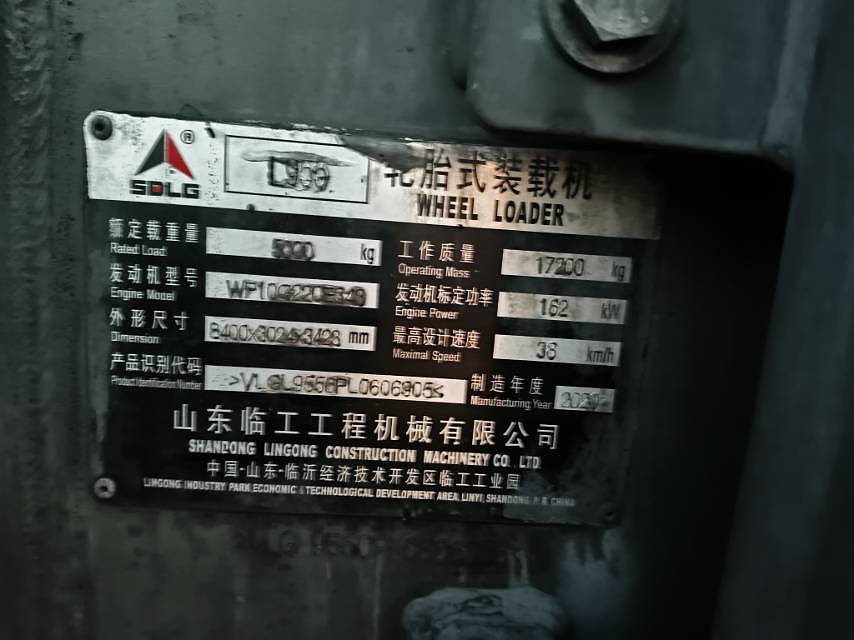 ®
SDLG
轮胎式装载机
WHEEL LOADER
额定载重量 5000 kg
Rated Load
工作质量 17200 kg
Operating Mass
发动机型号
Engine Model
发动机标定功率 162 kW
Engine Power
外形尺寸 mm
Dimension
最高设计速度 38 km/h
Maximal Speed
产品识别代码
Product Identification Number
制造年度 2020
Manufacturing Year
山东临工工程机械有限公司
SHANDONG LINGONG CONSTRUCTION MACHINERY CO., LTD
中国-山东-临沂经济技术开发区临工工业园
LINGONG INDUSTRY PARK,ECONOMIC & TECHNOLOGICAL DEVELOPMENT AREA, LINYI, SHANDONG, P. R. CHINA